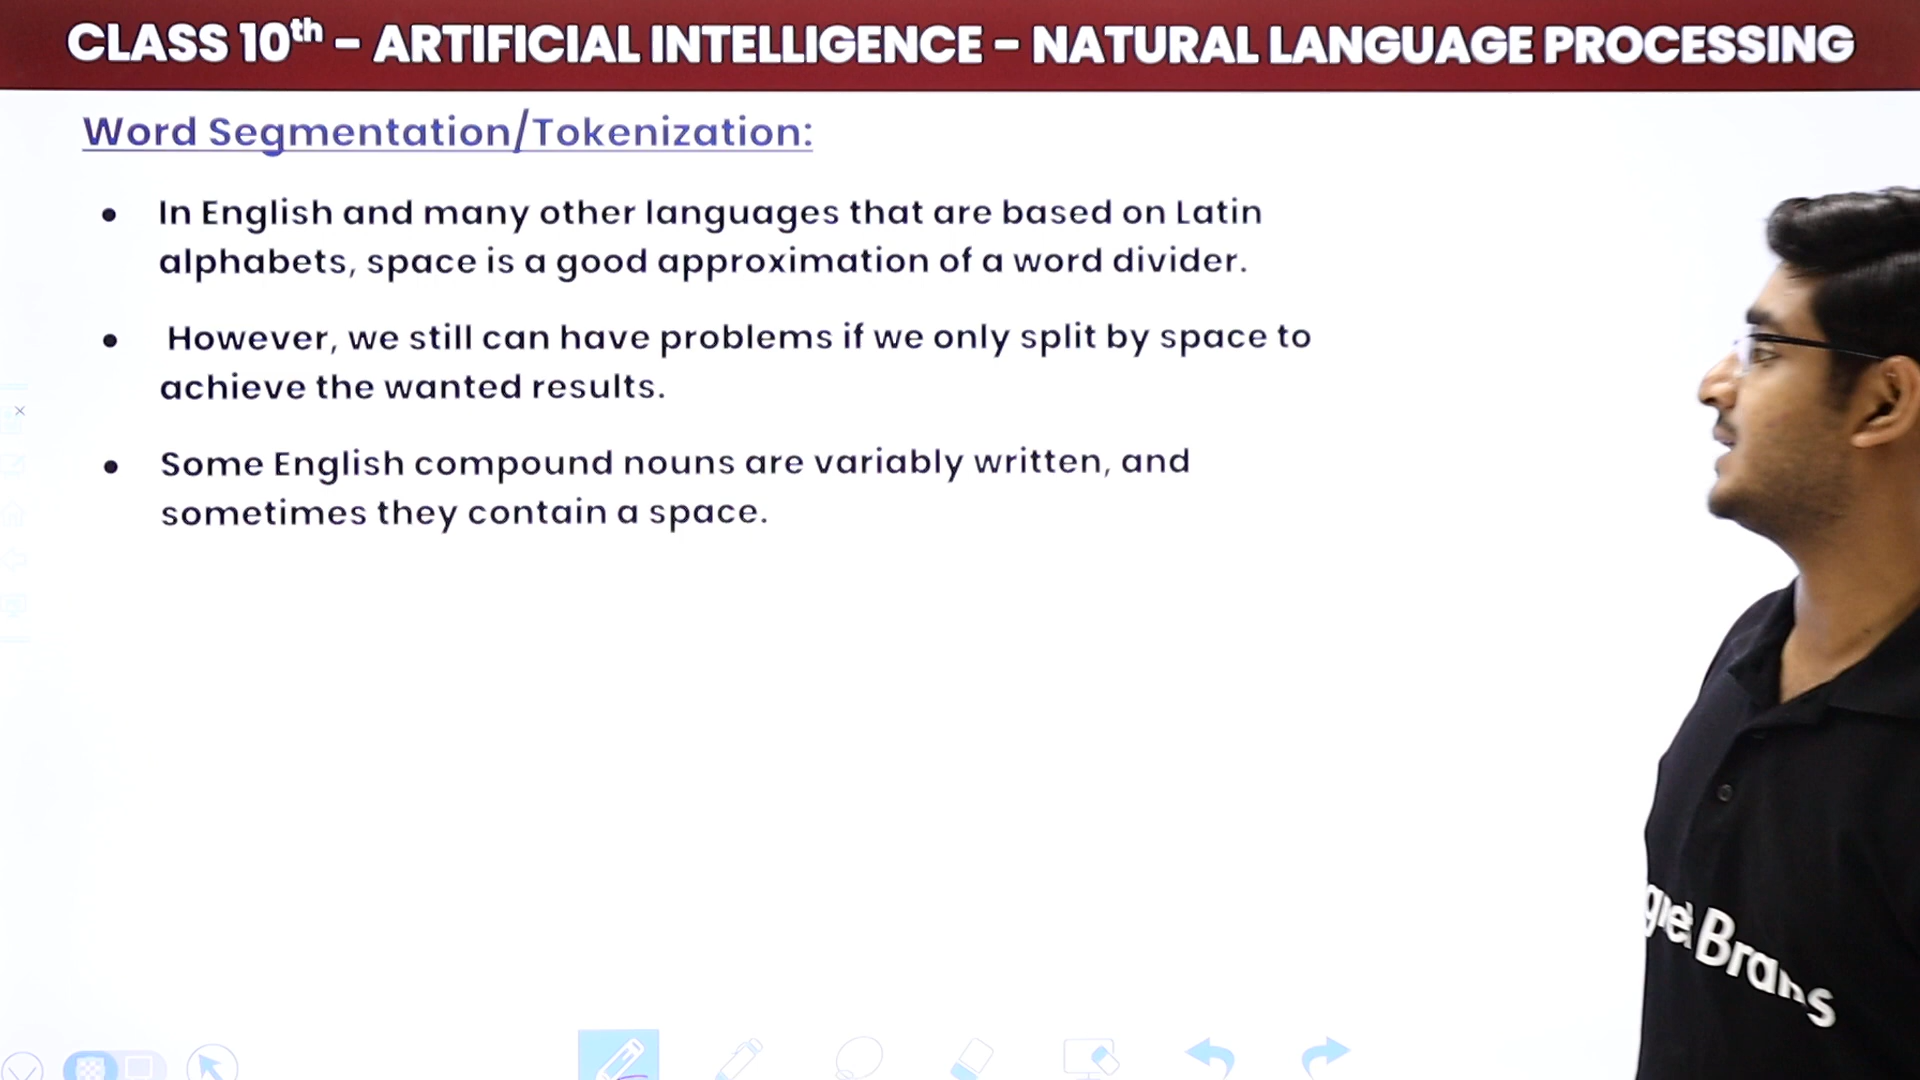 CLASS 10th – ARTIFICIAL INTELLIGENCE – NATURAL LANGUAGE PROCESSING
Word Segmentation/Tokenization:
• In English and many other languages that are based on Latin
alphabets, space is a good approximation of a word divider.
• However, we still can have problems if we only split by space to
achieve the wanted results.
• Some English compound nouns are variably written, and
sometimes they contain a space.
gnet Brains